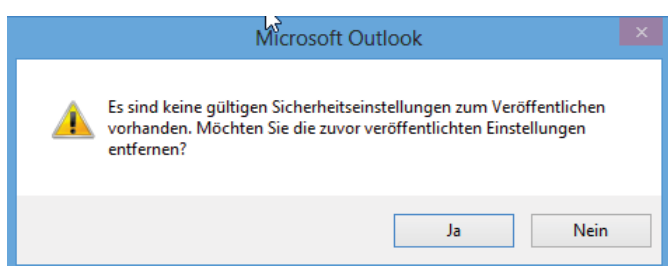 Microsoft Outlook
Es sind keine gültigen Sicherheitseinstellungen zum Veröffentlichen
vorhanden. Möchten Sie die zuvor veröffentlichten Einstellungen
entfernen?
Ja
Nein